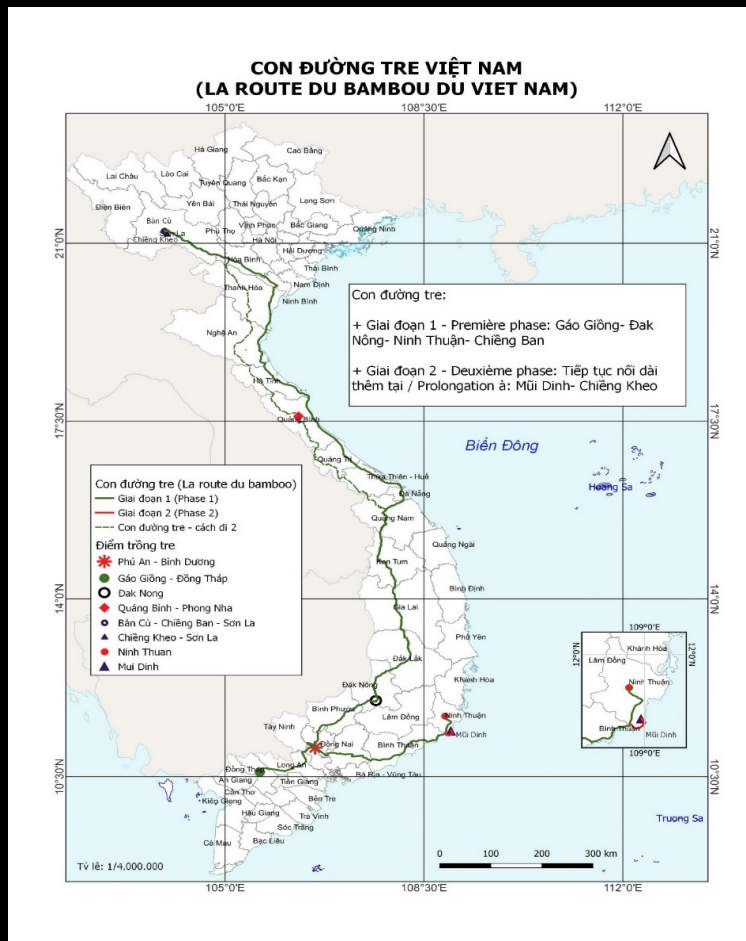 CON ĐƯỜNG TRE VIỆT NAM
(LA ROUTE DU BAMBOU DU VIET NAM)
105°0'E
108°30'E
112°0'E
Hà Giang
Cao Bằng
Lai Châu
Lào Cai
Tuyên Quang
Bắc Kạn
Điện Biên
Yên Bái
Thái Nguyên
Lạng Sơn
Bản Cù
Sơn La
Chiềng Kheo
Phú Thọ
Vĩnh Phúc
Bắc Giang
Quảng Ninh
Hà Nội
Hải Dương
21°0'N
21°0'N
Hòa Bình
Thái Bình
Thanh Hóa
Nam Định
Ninh Bình
Con đường tre:
+ Giai đoạn 1 - Première phase: Gáo Giồng- Đak
Nông- Ninh Thuận- Chiềng Ban
+ Giai đoạn 2 - Deuxième phase: Tiếp tục nối dài
thêm tại / Prolongation à: Mũi Dinh- Chiềng Kheo
Nghệ An
Hà Tĩnh
17°30'N
17°30'N
Quảng Bình
Biển Đông
Quảng Trị
Hoang Sa
Thừa Thiên - Huế
Đà Nẵng
Quảng Nam
Con đường tre (La route du bamboo)
Giai đoạn 1 (Phase 1)
Giai đoạn 2 (Phase 2)
Con đường tre - cách đi 2
Điểm trồng tre
Phú An - Bình Dương
Gáo Giồng - Đồng Tháp
Đak Nong
Quảng Bình - Phong Nha
Bản Cù - Chiềng Ban - Sơn La
Chiềng Kheo - Sơn La
Ninh Thuan
Mui Dinh
Quảng Ngãi
Kon Tum
Bình Định
14°0'N
14°0'N
Gia Lai
Phú Yên
Đắk Lắk
Khánh Hòa
Đăk Nông
Bình Phước
Lâm Đồng
Ninh Thuận
Mũi Dinh
Tây Ninh
Đồng Nai
Bình Thuận
109°0'E
12°0'N
12°0'N
Khánh Hòa
Lâm Đồng
Ninh Thuận
Bình Thuận
Mũi Dinh
109°0'E
Long An
Đồng Tháp
An Giang
Tiền Giang
Bà Rịa - Vũng Tàu
10°30'N
10°30'N
Cần Thơ
Kiên Giang
Bến Tre
Hậu Giang
Trà Vinh
Sóc Trăng
Bạc Liêu
Cà Mau
Truong Sa
Tỷ lệ: 1/4.000.000
0 100 200 300 km
105°0'E
108°30'E
112°0'E